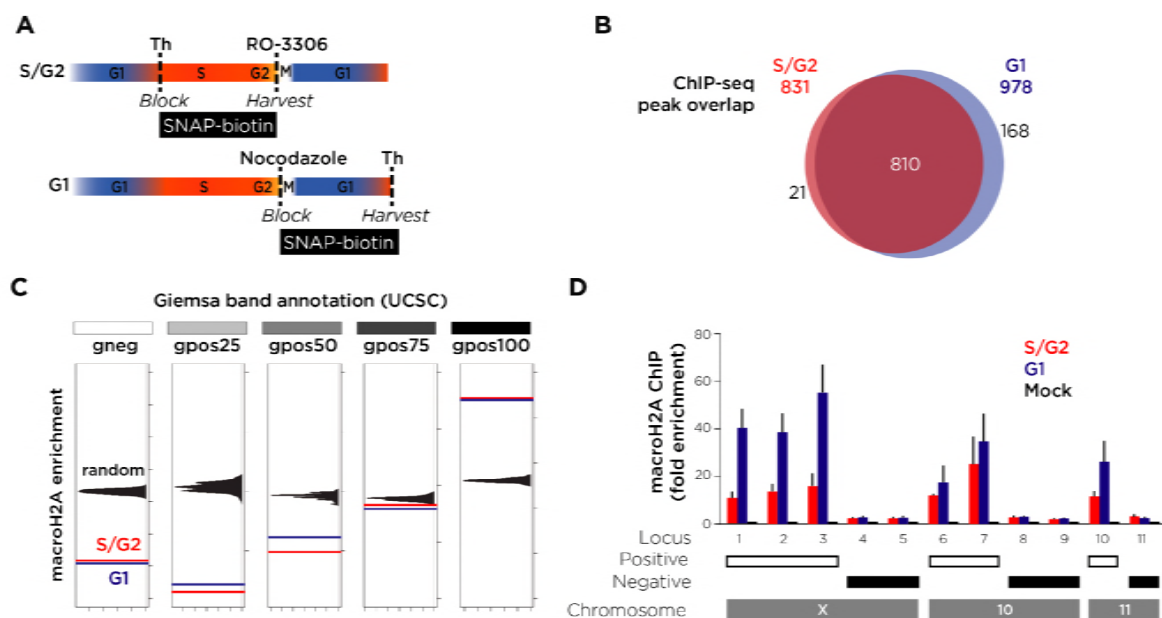 A
Th
RO-3306
S/G2
G1
S
G2
M
G1
Block
Harvest
SNAP-biotin
Nocodazole
Th
G1
G1
S
G2
M
G1
Block
Harvest
SNAP-biotin
B
ChIP-seq
peak overlap
S/G2
831
G1
978
168
810
21
C
Giemsa band annotation (UCSC)
gneg
gpos25
gpos50
gpos75
gpos100
macroH2A enrichment
random
S/G2
G1
D
macroH2A ChIP
(fold enrichment)
80
60
40
20
0
S/G2
G1
Mock
Locus 1 2 3 4 5 6 7 8 9 10 11
Positive
Negative
Chromosome X 10 11